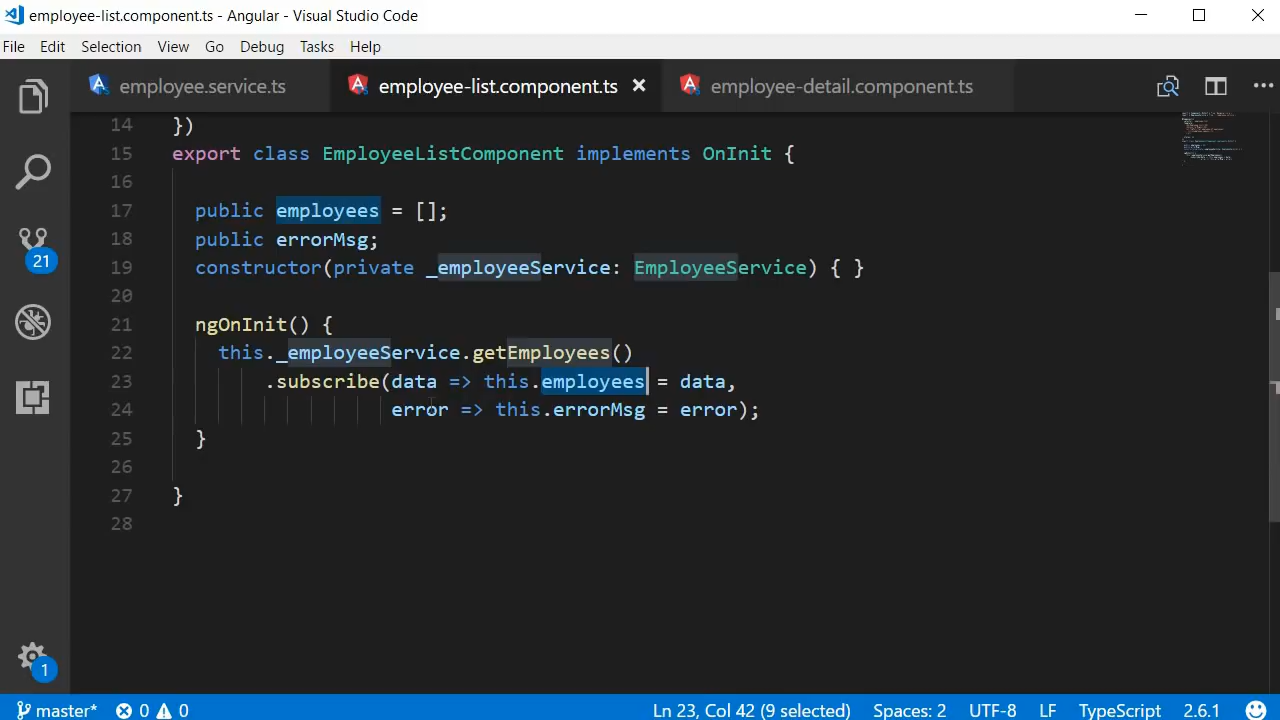 employee-list.component.ts - Angular - Visual Studio Code
File Edit Selection View Go Debug Tasks Help
employee.service.ts employee-list.component.ts employee-detail.component.ts
14 })
15 export class EmployeeListComponent implements OnInit {
16
17 public employees = [];
18 public errorMsg;
19 constructor(private _employeeService: EmployeeService) { }
20
21 ngOnInit() {
22 this._employeeService.getEmployees()
23 .subscribe(data => this.employees = data,
24 error => this.errorMsg = error);
25 }
26
27 }
28
21
1
master* 0 0 Ln 23, Col 42 (9 selected) Spaces: 2 UTF-8 LF TypeScript 2.6.1